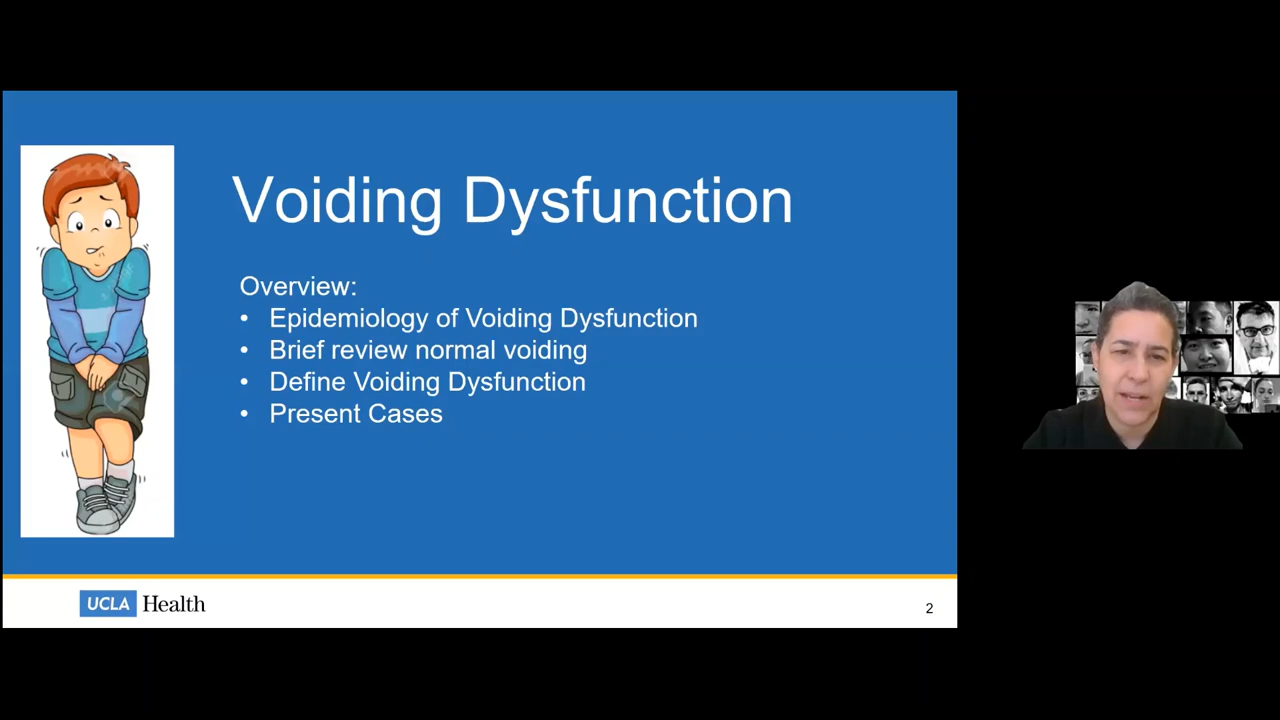 Voiding Dysfunction
Overview:
• Epidemiology of Voiding Dysfunction
• Brief review normal voiding
• Define Voiding Dysfunction
• Present Cases
UCLA Health
2